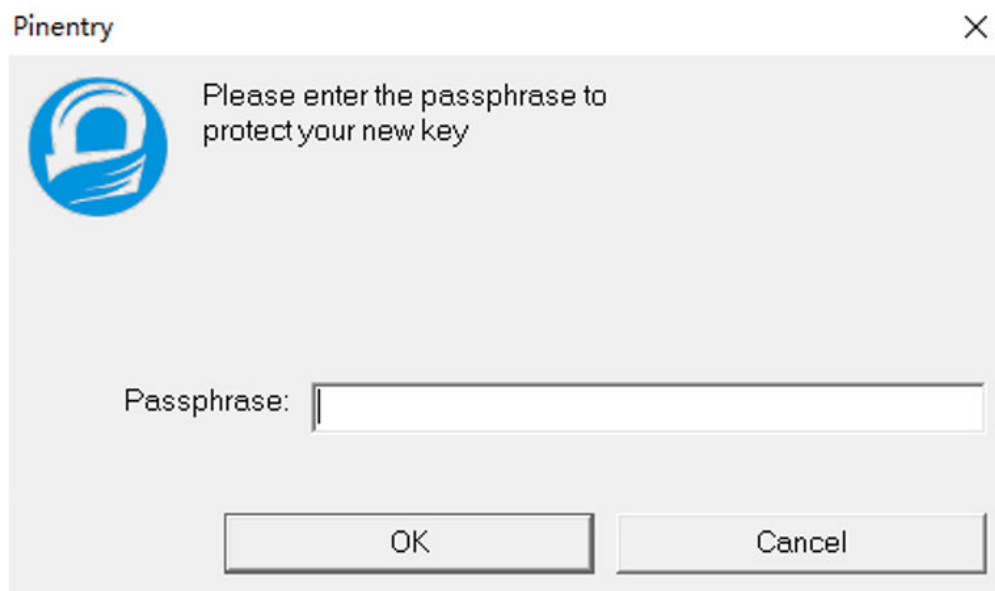 Pinentry
Please enter the passphrase to
protect your new key
Passphrase:
OK
Cancel